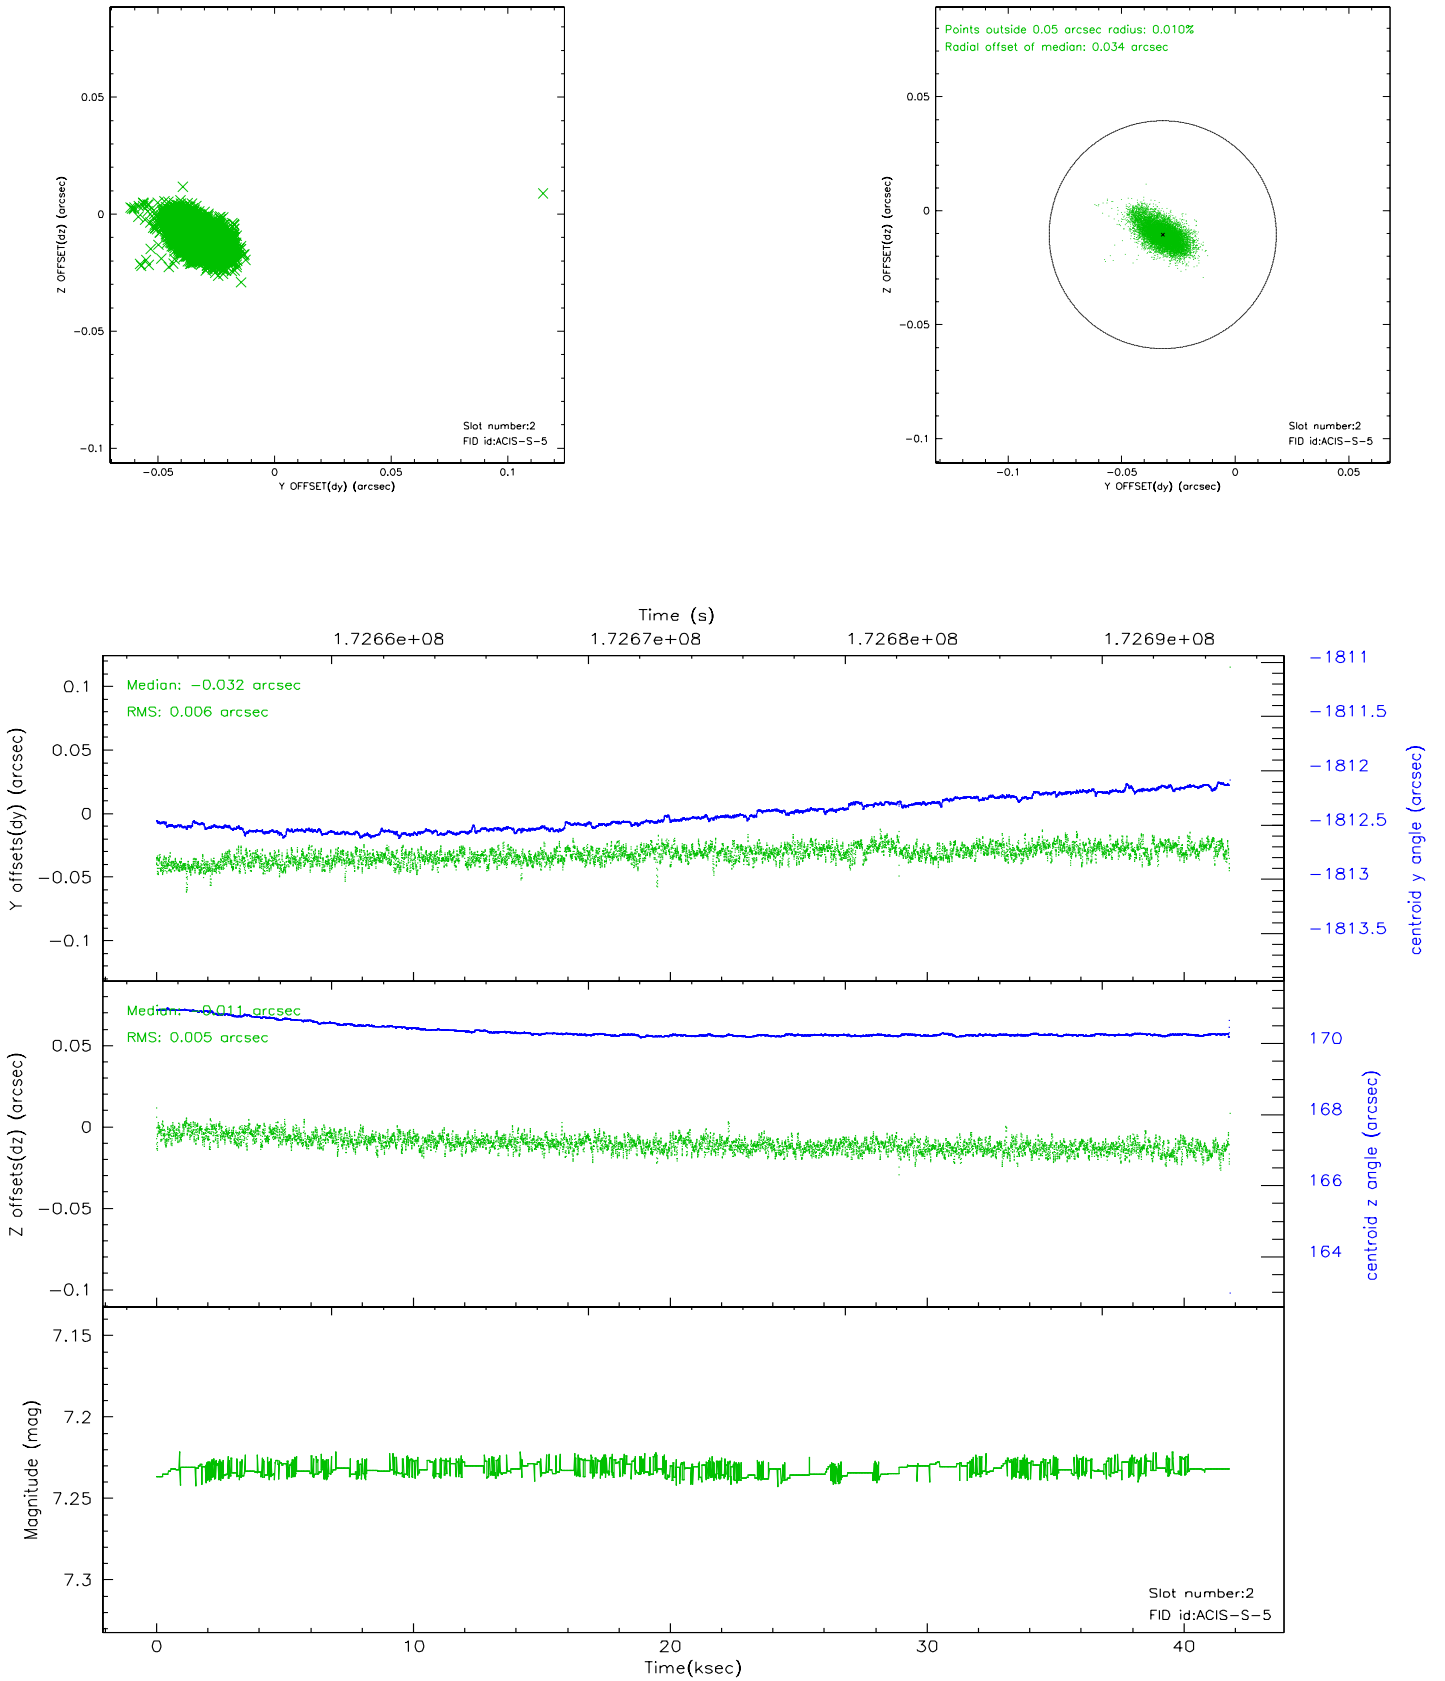 0.05
0
-0.05
-0.1
Z OFFSET(dz) (arcsec)
Slot number:2
FID id:ACIS-S-5
-0.05 0 0.05 0.1
Y OFFSET(dy) (arcsec)
Points outside 0.05 arcsec radius: 0.010%
Radial offset of median: 0.034 arcsec
0.05
0
-0.05
-0.1
Z OFFSET(dz) (arcsec)
Slot number:2
FID id:ACIS-S-5
-0.1 -0.05 0 0.05
Y OFFSET(dy) (arcsec)
Time (s)
1.7266e+08 1.7267e+08 1.7268e+08 1.7269e+08
Median: -0.032 arcsec
RMS: 0.006 arcsec
0.1
0.05
0
-0.05
-0.1
Y offsets(dy) (arcsec)
-1811
-1811.5
-1812
-1812.5
-1813
-1813.5
centroid y angle (arcsec)
Median: -0.011 arcsec
RMS: 0.005 arcsec
0.05
0
-0.05
-0.1
Z offsets(dz) (arcsec)
170
168
166
164
centroid z angle (arcsec)
7.15
7.2
7.25
7.3
Magnitude (mag)
Slot number:2
FID id:ACIS-S-5
0 10 20 30 40
Time(ksec)